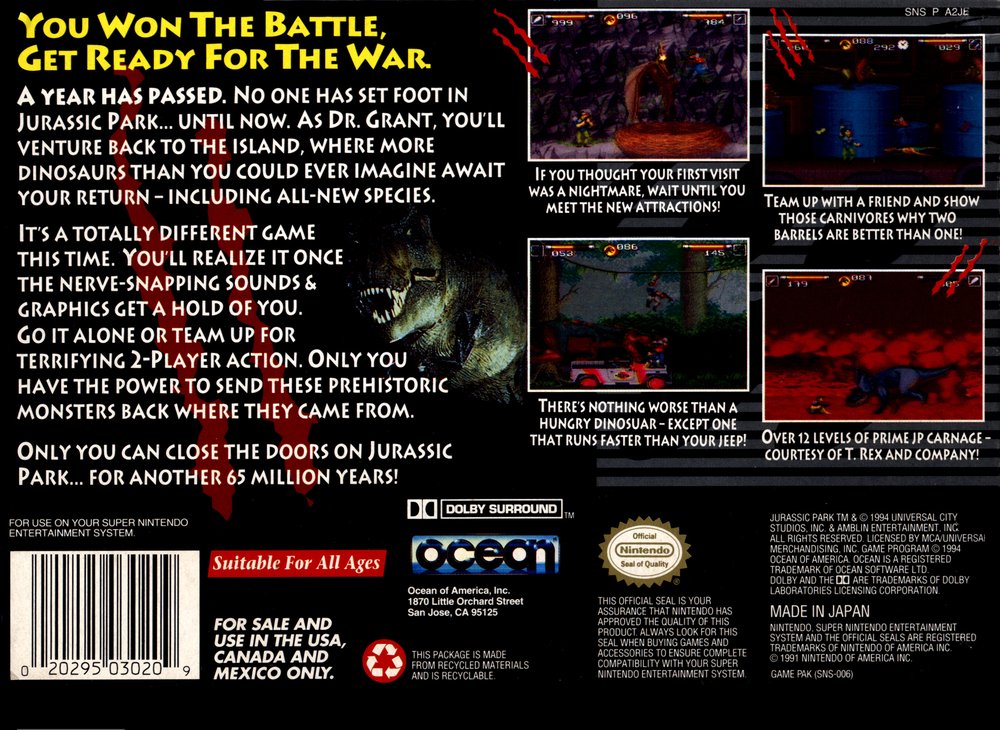 YOU WON THE BATTLE,
GET READY FOR THE WAR.
A YEAR HAS PASSED. NO ONE HAS SET FOOT IN
JURASSIC PARK... UNTIL NOW. AS DR. GRANT, YOU'LL
VENTURE BACK TO THE ISLAND, WHERE MORE
DINOSAURS THAN YOU COULD EVER IMAGINE AWAIT
YOUR RETURN – INCLUDING ALL-NEW SPECIES.
IT'S A TOTALLY DIFFERENT GAME
THIS TIME. YOU'LL REALIZE IT ONCE
THE NERVE-SNAPPING SOUNDS &
GRAPHICS GET A HOLD OF YOU.
GO IT ALONE OR TEAM UP FOR
TERRIFYING 2-PLAYER ACTION. ONLY YOU
HAVE THE POWER TO SEND THESE PREHISTORIC
MONSTERS BACK WHERE THEY CAME FROM.
ONLY YOU CAN CLOSE THE DOORS ON JURASSIC
PARK... FOR ANOTHER 65 MILLION YEARS!
SNS P A2JE
999 096 784
IF YOU THOUGHT YOUR FIRST VISIT
WAS A NIGHTMARE, WAIT UNTIL YOU
MEET THE NEW ATTRACTIONS!
088 292 029
TEAM UP WITH A FRIEND AND SHOW
THOSE CARNIVORES WHY TWO
BARRELS ARE BETTER THAN ONE!
053 086 145
THERE'S NOTHING WORSE THAN A
HUNGRY DINOSUAR – EXCEPT ONE
THAT RUNS FASTER THAN YOUR JEEP!
179 087
OVER 12 LEVELS OF PRIME JP CARNAGE –
COURTESY OF T. REX AND COMPANY!
FOR USE ON YOUR SUPER NINTENDO
ENTERTAINMENT SYSTEM.
0 20295 03020 9
Suitable For All Ages
FOR SALE AND
USE IN THE USA,
CANADA AND
MEXICO ONLY.
DOLBY SURROUND TM
ocean
Ocean of America, Inc.
1870 Little Orchard Street
San Jose, CA 95125
THIS PACKAGE IS MADE
FROM RECYCLED MATERIALS
AND IS RECYCLABLE.
Official
Nintendo
Seal of Quality
®
THIS OFFICIAL SEAL IS YOUR
ASSURANCE THAT NINTENDO HAS
APPROVED THE QUALITY OF THIS
PRODUCT. ALWAYS LOOK FOR THIS
SEAL WHEN BUYING GAMES AND
ACCESSORIES TO ENSURE COMPLETE
COMPATIBILITY WITH YOUR SUPER
NINTENDO ENTERTAINMENT SYSTEM.
JURASSIC PARK TM & © 1994 UNIVERSAL CITY
STUDIOS, INC. & AMBLIN ENTERTAINMENT, INC.
ALL RIGHTS RESERVED. LICENSED BY MCA/UNIVERSAL
MERCHANDISING, INC. GAME PROGRAM © 1994
OCEAN OF AMERICA. OCEAN IS A REGISTERED
TRADEMARK OF OCEAN SOFTWARE LTD.
DOLBY AND THE DD ARE TRADEMARKS OF DOLBY
LABORATORIES LICENSING CORPORATION.
MADE IN JAPAN
NINTENDO, SUPER NINTENDO ENTERTAINMENT
SYSTEM AND THE OFFICIAL SEALS ARE REGISTERED
TRADEMARKS OF NINTENDO OF AMERICA INC.
© 1991 NINTENDO OF AMERICA INC.
GAME PAK (SNS-006)